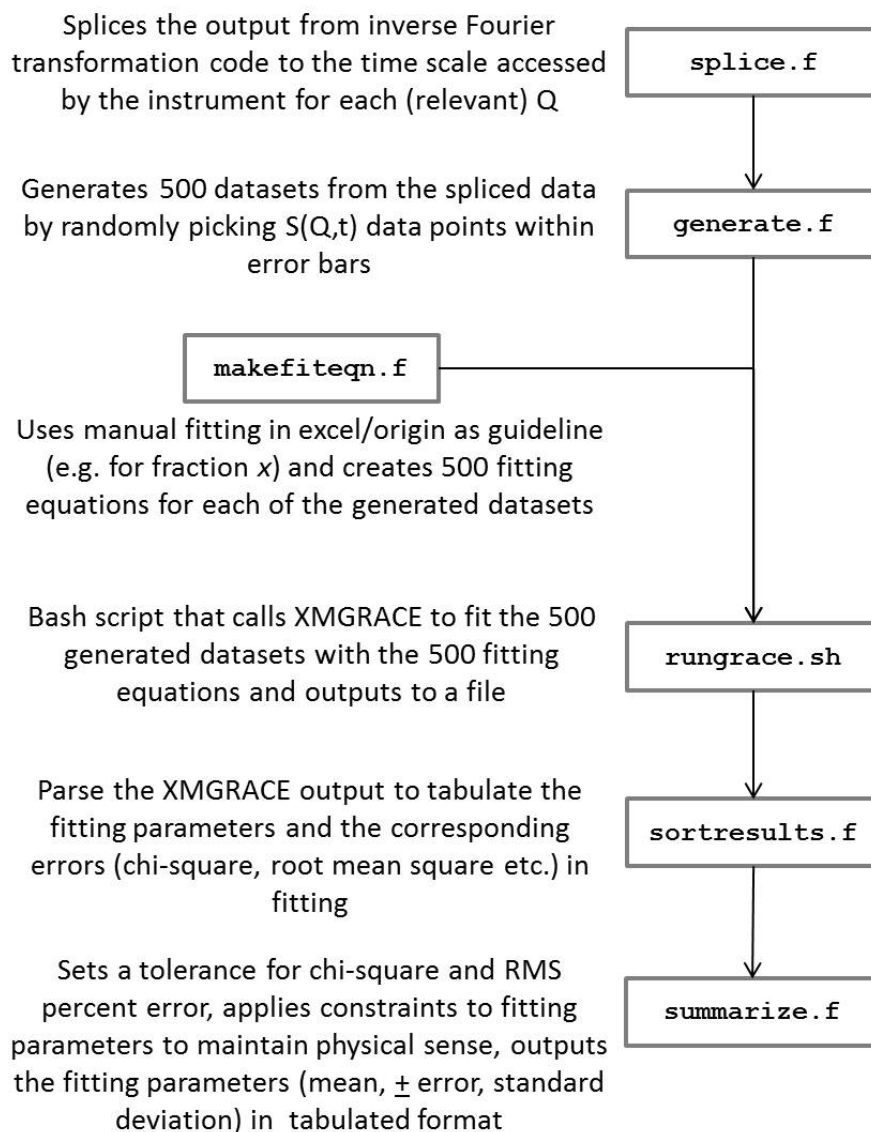 Splices the output from inverse Fourier
transformation code to the time scale accessed
by the instrument for each (relevant) Q
splice.f
Generates 500 datasets from the spliced data
by randomly picking S(Q,t) data points within
error bars
generate.f
makefiteqn.f
Uses manual fitting in excel/origin as guideline
(e.g. for fraction x) and creates 500 fitting
equations for each of the generated datasets
Bash script that calls XMGRACE to fit the 500
generated datasets with the 500 fitting
equations and outputs to a file
rungrace.sh
Parse the XMGRACE output to tabulate the
fitting parameters and the corresponding
errors (chi-square, root mean square etc.) in
fitting
sortresults.f
Sets a tolerance for chi-square and RMS
percent error, applies constraints to fitting
parameters to maintain physical sense, outputs
the fitting parameters (mean, ± error, standard
deviation) in tabulated format
summarize.f